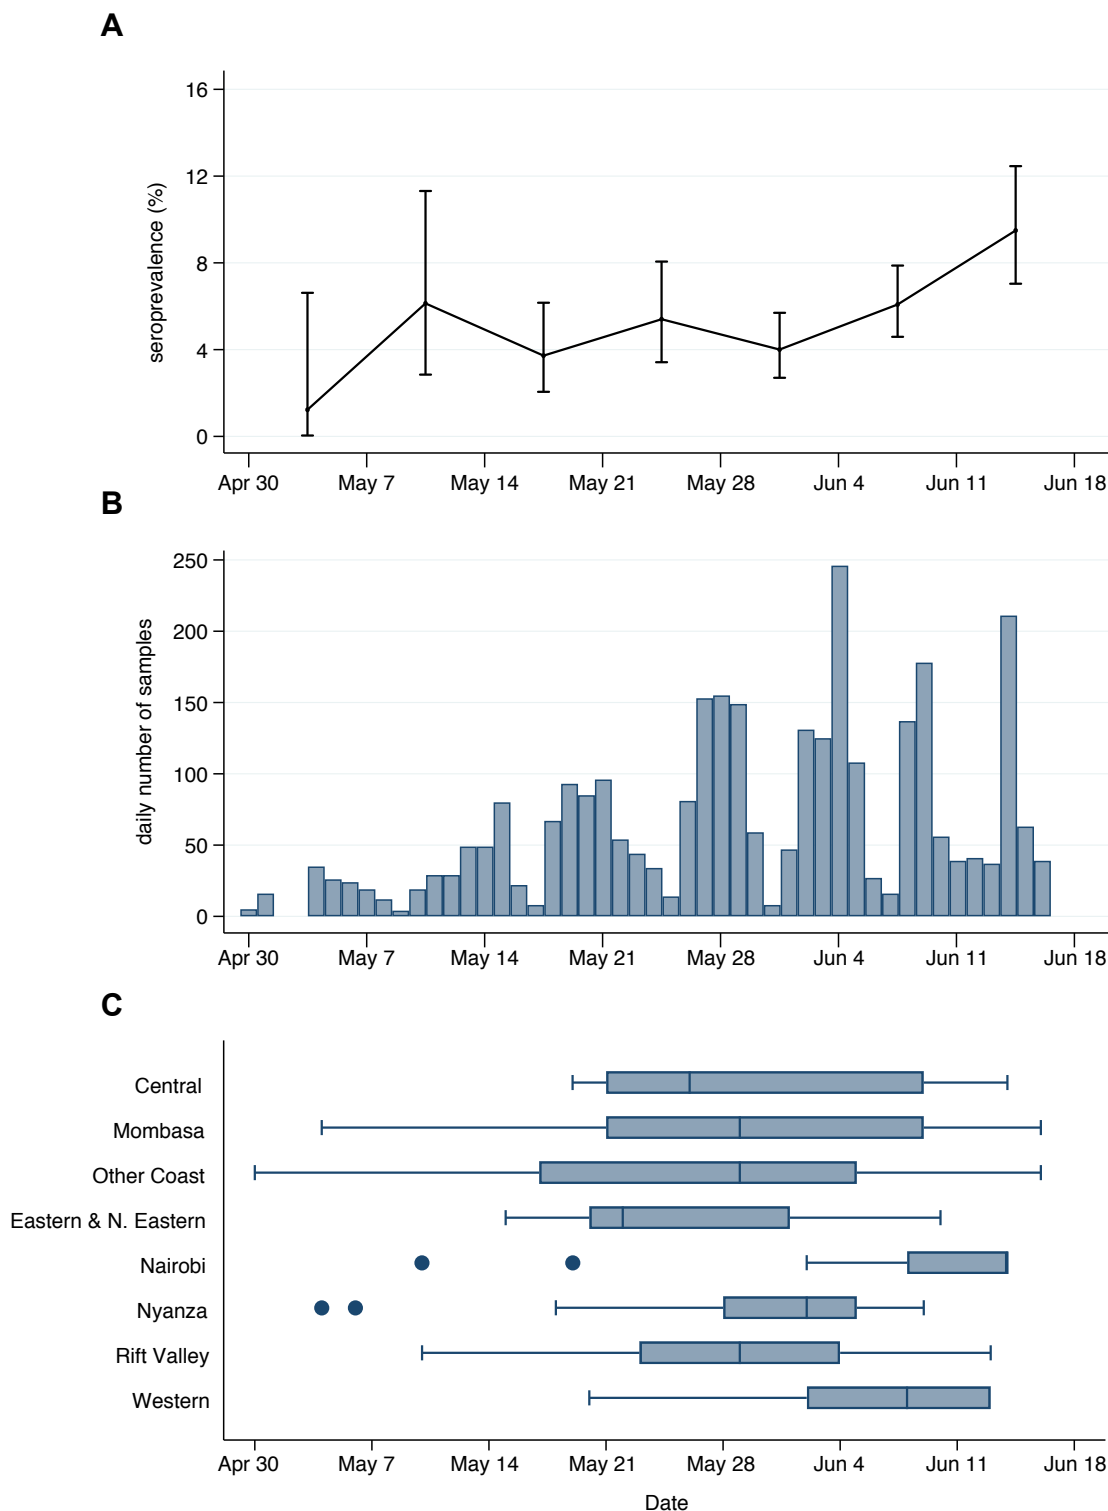 A
seroprevalence (%)
16
12
8
4
0
Apr 30 May 7 May 14 May 21 May 28 Jun 4 Jun 11 Jun 18
B
daily number of samples
250
200
150
100
50
0
Apr 30 May 7 May 14 May 21 May 28 Jun 4 Jun 11 Jun 18
C
Central
Mombasa
Other Coast
Eastern & N. Eastern
Nairobi
Nyanza
Rift Valley
Western
Apr 30 May 7 May 14 May 21 May 28 Jun 4 Jun 11 Jun 18
Date